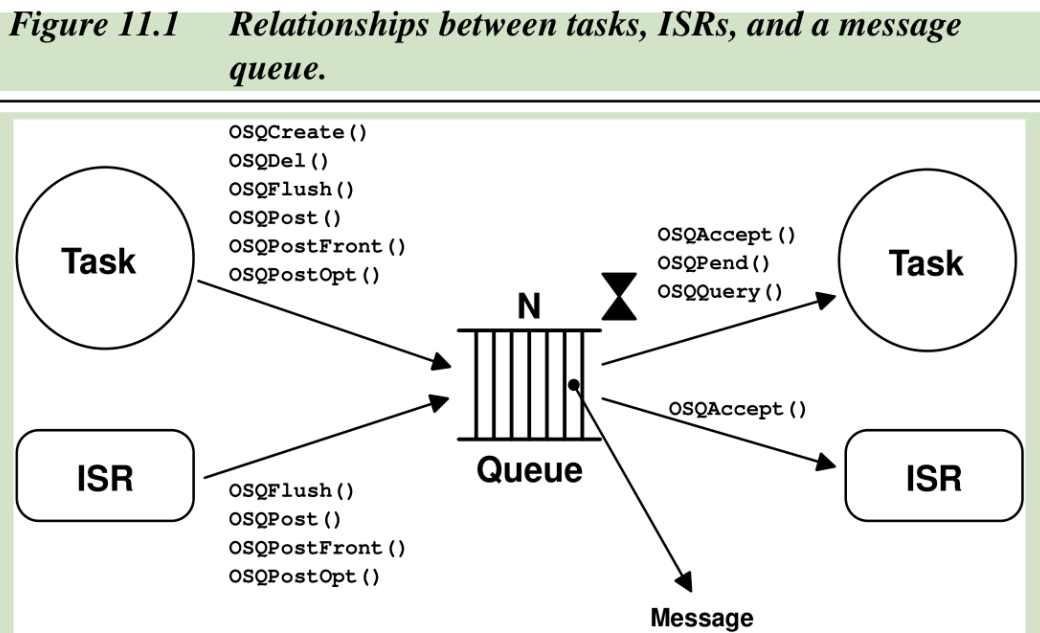 Figure 11.1 Relationships between tasks, ISRs, and a message
queue.
OSQCreate()
OSQDel()
OSQFlush()
OSQPost()
OSQPostFront()
OSQPostOpt()
Task
OSQAccept()
OSQPend()
OSQQuery()
Task
N
Queue
OSQAccept()
ISR
OSQFlush()
OSQPost()
OSQPostFront()
OSQPostOpt()
ISR
Message